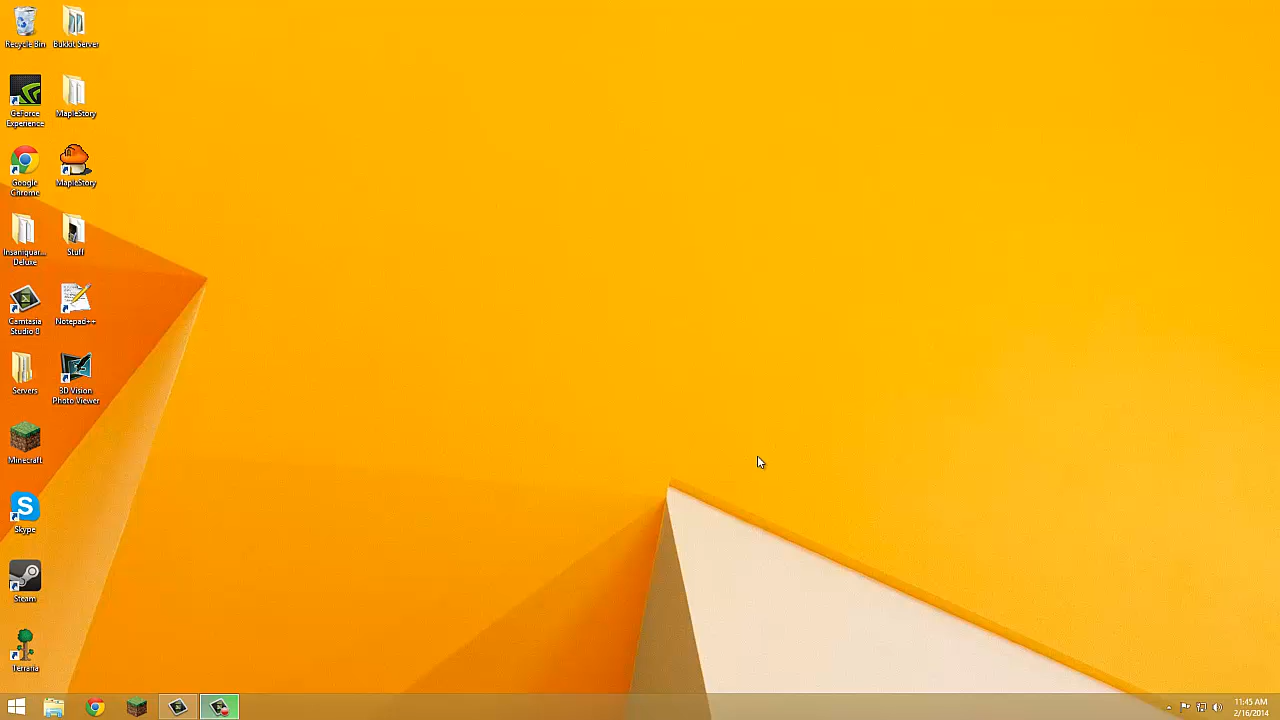 Recycle Bin
Bukkit Server
GeForce
Experience
MapleStory
Google
Chrome
MapleStory
Insaniquar...
Deluxe
Stuff
Camtasia
Studio 8
Notepad++
Servers
3D Vision
Photo Viewer
Minecraft
S
Skype
Steam
Terraria
11:45 AM
2/16/2014